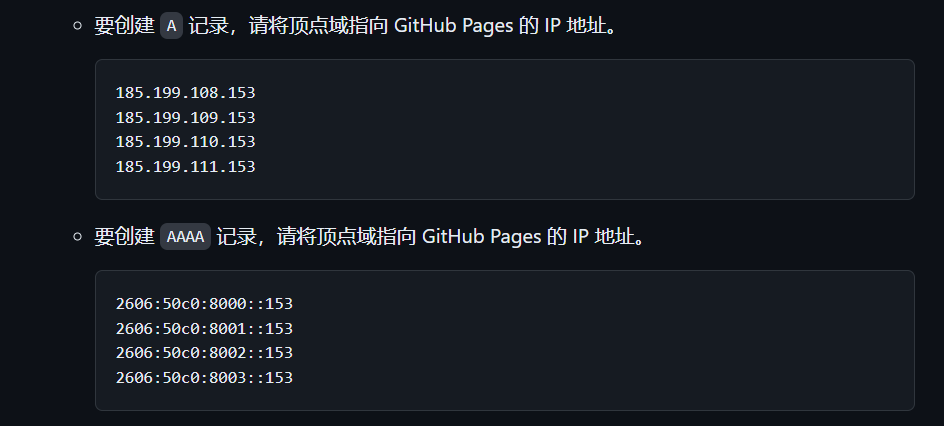 要创建 A 记录，请将顶点域指向 GitHub Pages 的 IP 地址。
185.199.108.153
185.199.109.153
185.199.110.153
185.199.111.153
要创建 AAAA 记录，请将顶点域指向 GitHub Pages 的 IP 地址。
2606:50c0:8000::153
2606:50c0:8001::153
2606:50c0:8002::153
2606:50c0:8003::153